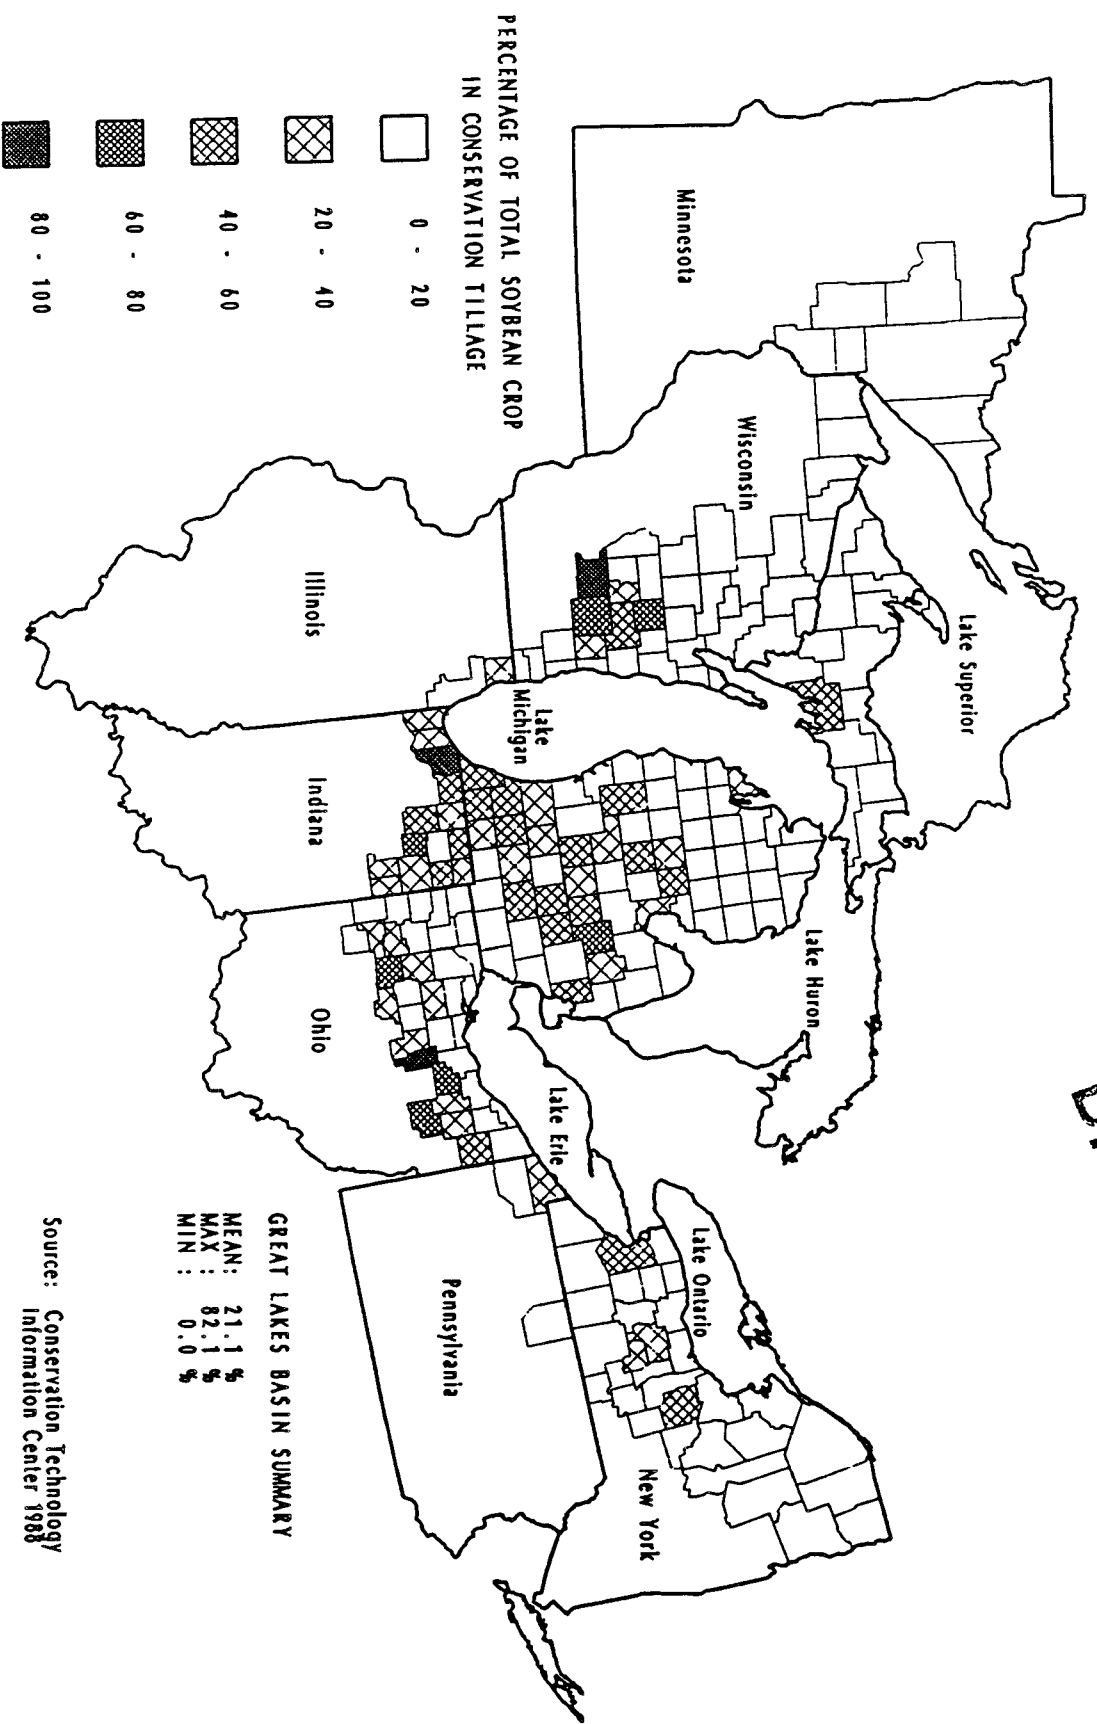 PERCENTAGE OF TOTAL SOYBEAN CROP
IN CONSERVATION TILLAGE
0 - 20
20 - 40
40 - 60
60 - 80
80 - 100
Minnesota
Wisconsin
Illinois
Indiana
Ohio
Pennsylvania
New York
Lake Superior
Lake
Michigan
Lake Huron
Lake Erie
Lake Ontario
GREAT LAKES BASIN SUMMARY
MEAN: 21.1 %
MAX : 82.1 %
MIN : 0.0 %
Source: Conservation Technology
Information Center 1988